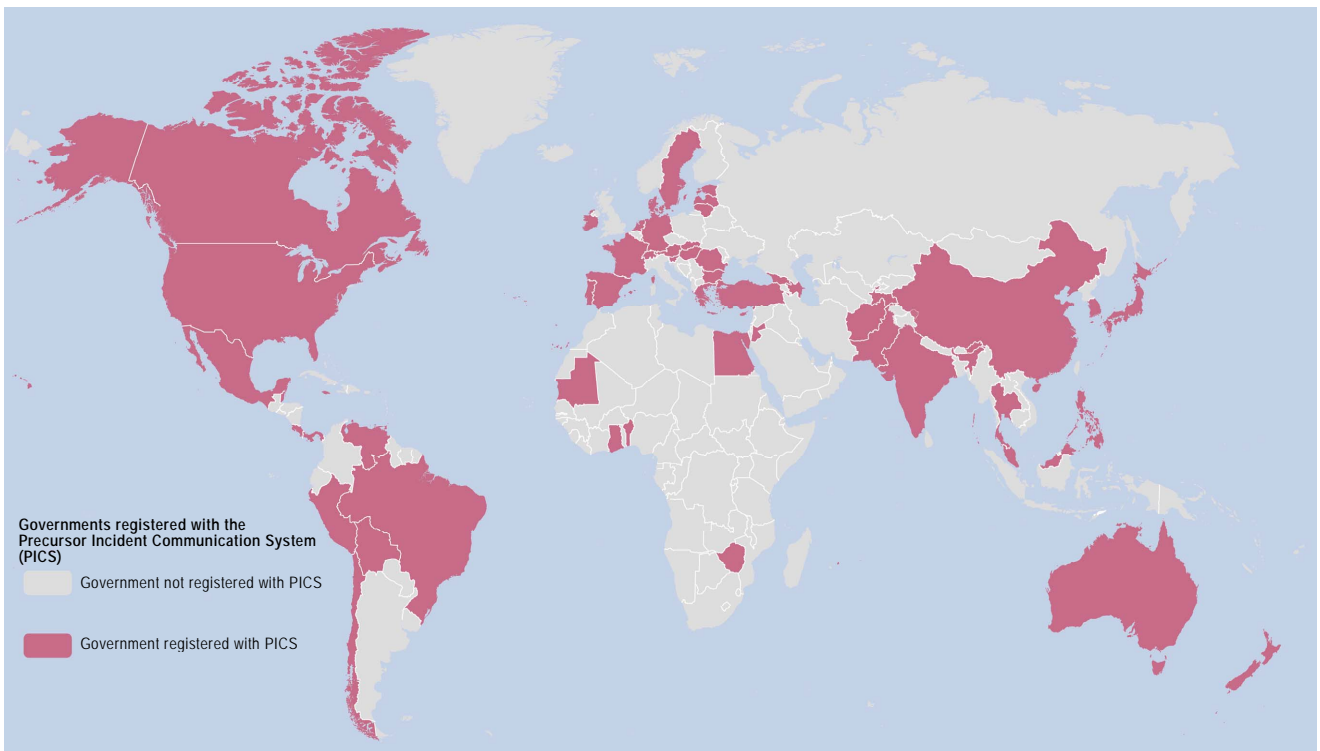 Governments registered with the
Precursor Incident Communication System
(PICS)
Government not registered with PICS
Government registered with PICS